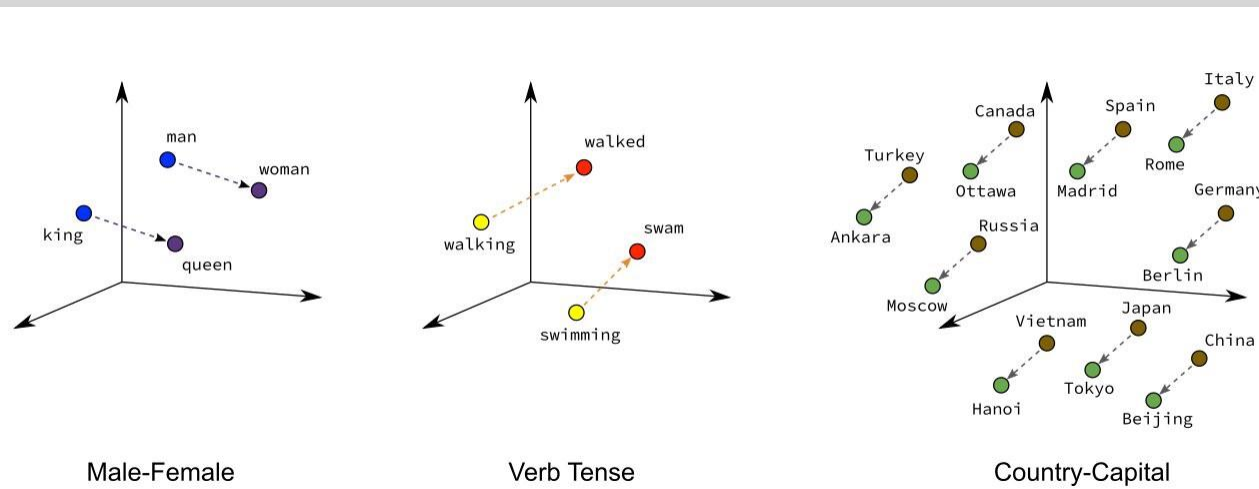 man
woman
king
queen
Male-Female
walked
walking
swam
swimming
Verb Tense
Italy
Canada
Spain
Rome
Turkey
Ottawa
Madrid
Germany
Ankara
Russia
Berlin
Moscow
Japan
Vietnam
China
Tokyo
Hanoi
Beijing
Country-Capital